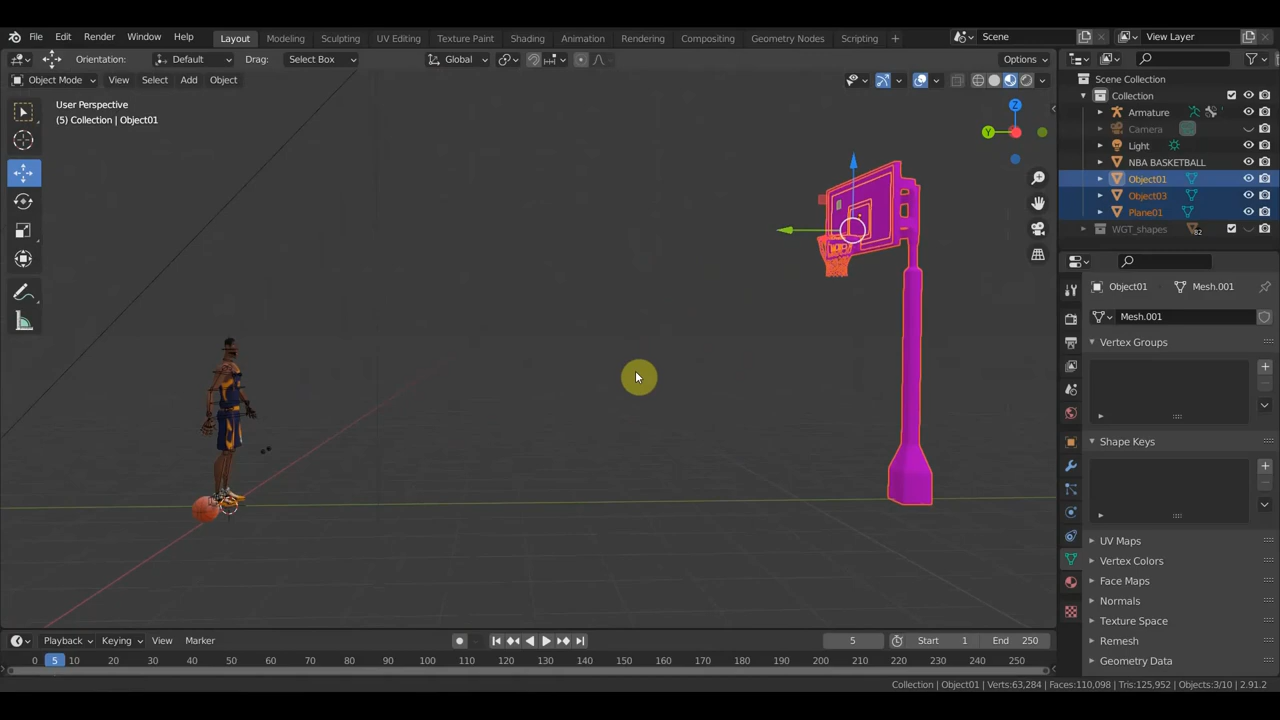 File Edit Render Window Help Layout Modeling Sculpting UV Editing Texture Paint Shading Animation Rendering Compositing Geometry Nodes Scripting + Scene View Layer
Orientation: Default Drag: Select Box Global Options
Object Mode View Select Add Object
Scene Collection
Collection
Armature
Camera
Light
NBA BASKETBALL
Object01
Object03
Plane01
WGT_shapes 82
User Perspective
(5) Collection | Object01
Z
Y
Object01 Mesh.001
Mesh.001
Vertex Groups
Shape Keys
UV Maps
Vertex Colors
Face Maps
Normals
Texture Space
Remesh
Geometry Data
Playback Keying View Marker 5 Start 1 End 250
0 5 10 20 30 40 50 60 70 80 90 100 110 120 130 140 150 160 170 180 190 200 210 220 230 240 250
Collection | Object01 | Verts:63,284 | Faces:110,098 | Tris:125,952 | Objects:3/10 | 2.91.2